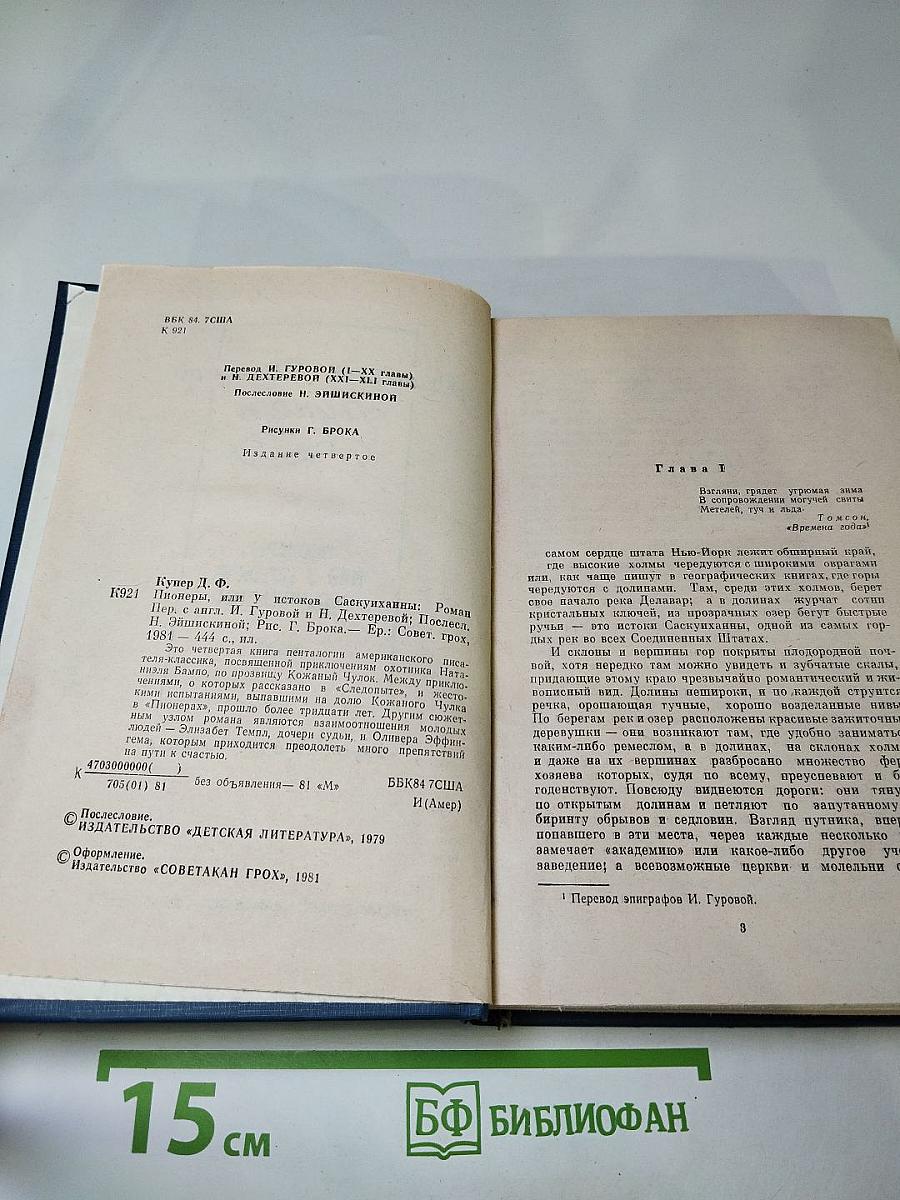 ББК 84. 7США
К 921
Перевод И. ГУРОВОЙ (I—XX главы)
и Н. ДЕХТЕРЕВОЙ (XXI—XLI главы)
Послесловие Н. ЭЙШИСКИНОЙ
Рисунки Г. БРОКА
Издание четвертое
Купер Д. Ф.
К921 Пионеры, или у истоков Саскуиханны: Роман
Пер. с англ. И. Гуровой и Н. Дехтеревой; Послесл.
Н. Эйшискиной; Рис. Г. Брока.— Ер.: Совет. грох,
1981 — 444 с., ил.
Это четвертая книга пенталогии американского писа-
теля-классика, посвященной приключениям охотника Ната-
ниэля Бампо, по прозвищу Кожаный Чулок. Между приклю-
чениями, о которых рассказано в «Следопыте», и жесто-
кими испытаниями, выпавшими на долю Кожаного Чулка
в «Пионерах», прошло более тридцати лет. Другим сюжет-
ным узлом романа являются взаимоотношения молодых
людей — Элизабет Темпл, дочери судьи, и Оливера Эффин-
гема, которым приходится преодолеть много препятствий
на пути к счастью.
К 4703000000( )
705(01) 81 без объявления— 81 «М» ББК84 7США
И(Амер)
© Послесловие.
ИЗДАТЕЛЬСТВО «ДЕТСКАЯ ЛИТЕРАТУРА», 1979
© Оформление.
Издательство «СОВЕТАКАН ГРОХ», 1981
Глава I
Взгляни, грядет угрюмая зима
В сопровождении могучей свиты
Метелей, туч и льда.
Томсон,
«Времена года»¹
самом сердце штата Нью-Йорк лежит обширный край,
где высокие холмы чередуются с широкими оврагами
или, как чаще пишут в географических книгах, где горы
чередуются с долинами. Там, среди этих холмов, берет
свое начало река Делавар; а в долинах журчат сотни
кристальных ключей, из прозрачных озер бегут быстрые
ручьи — это истоки Саскуиханны, одной из самых гор-
дых рек во всех Соединенных Штатах.
И склоны и вершины гор покрыты плодородной поч-
вой, хотя нередко там можно увидеть и зубчатые скалы,
придающие этому краю чрезвычайно романтический и жи-
вописный вид. Долины нешироки, и по каждой струится
речка, орошающая тучные, хорошо возделанные нивы
По берегам рек и озер расположены красивые зажиточны
деревушки — они возникают там, где удобно занимать
каким-либо ремеслом, а в долинах, на склонах холм
и даже на их вершинах разбросано множество фер
хозяева которых, судя по всему, преуспевают и б
годенствуют. Повсюду виднеются дороги: они тяну
по открытым долинам и петляют по запутанному
биринту обрывов и седловин. Взгляд путника, впер
попавшего в эти места, через каждые несколько
замечает «академию» или какое-либо другое уче
заведение; а всевозможные церкви и молельни с
¹ Перевод эпиграфов И. Гуровой.
3
15 см
БФ БИБЛИОФАН